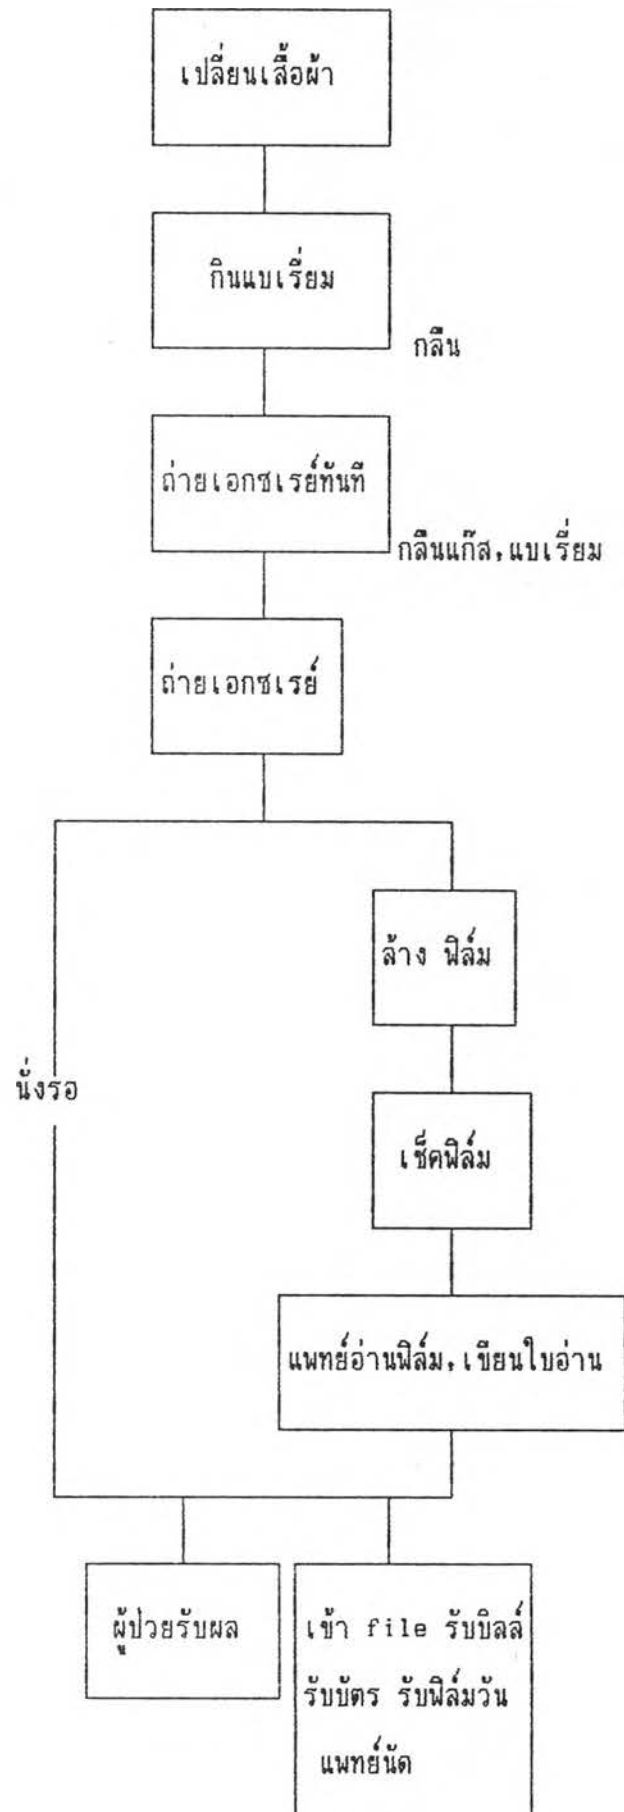 เปลี่ยนเสื้อผ้า
กินแบเรี่ยม
กลืน
ถ่ายเอกซเรย์ทันที
กลืนแก๊ส,แบเรี่ยม
ถ่ายเอกซเรย์
ล้าง ฟิล์ม
นั่งรอ
เช็คฟิล์ม
แพทย์อ่านฟิล์ม,เขียนใบอ่าน
ผู้ป่วยรับผล
เข้า file รับบิลล์
รับบัตร รับฟิล์มวัน
แพทย์นัด